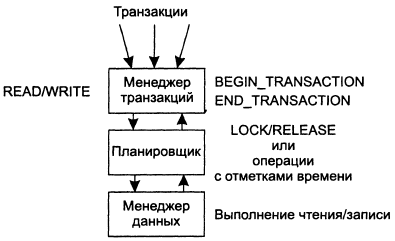 Транзакции
READ/WRITE
Менеджер
транзакций
BEGIN_TRANSACTION
END_TRANSACTION
Планировщик
LOCK/RELEASE
или
операции
с отметками времени
Менеджер
данных
Выполнение чтения/записи